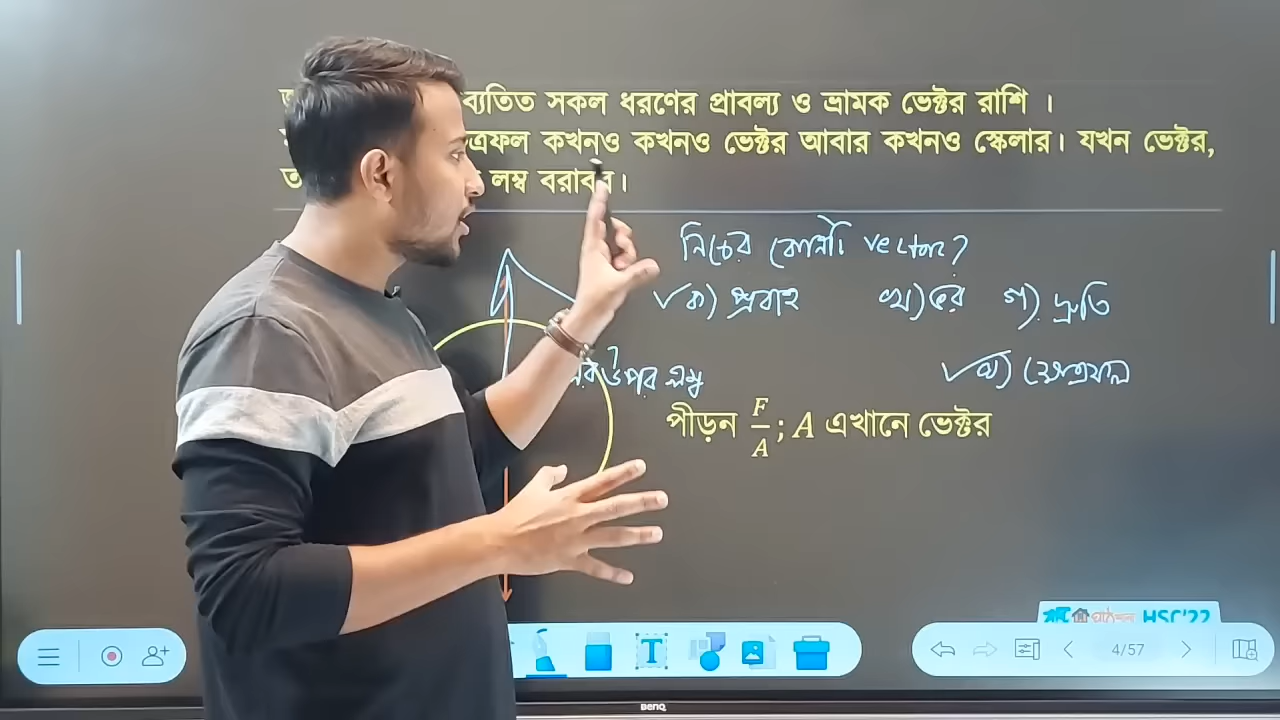 ব্যতিত সকল ধরণের প্রাবল্য ও ভ্রামক ভেক্টর রাশি ।
কখনও কখনও ভেক্টর আবার কখনও স্কেলার। যখন ভেক্টর,
লম্ব বরাবর।
নিচের কোনটি vector?
ক) প্রবাহ খ) গ) দ্রুতি
উপর লম্ব ঘ) ক্ষেত্রফল
পীড়ন F/A ; A এখানে ভেক্টর
HSC'22
4/57
BenQ